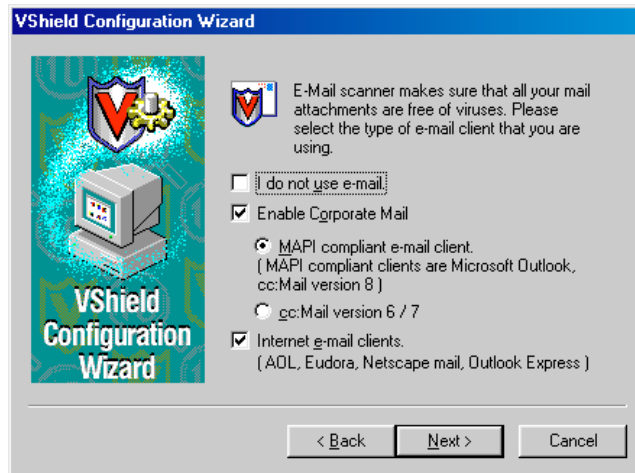 VShield Configuration Wizard
E-Mail scanner makes sure that all your mail
attachments are free of viruses. Please
select the type of e-mail client that you are
using.
I do not use e-mail.
Enable Corporate Mail
MAPI compliant e-mail client.
( MAPI compliant clients are Microsoft Outlook,
cc:Mail version 8 )
cc:Mail version 6 / 7
Internet e-mail clients.
( AOL, Eudora, Netscape mail, Outlook Express )
V
V
VShield
Configuration
Wizard
< Back
Next >
Cancel